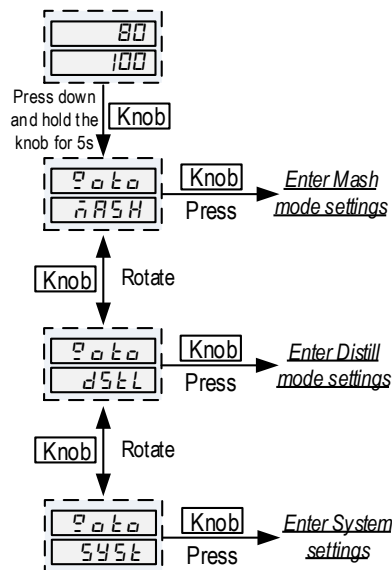 80
100
Press down
and hold the
knob for 5s
Knob
goto
MASH
Knob
Press
Enter Mash
mode settings
Knob
Rotate
goto
dStL
Knob
Press
Enter Distill
mode settings
Knob
Rotate
goto
SYSt
Knob
Press
Enter System
settings